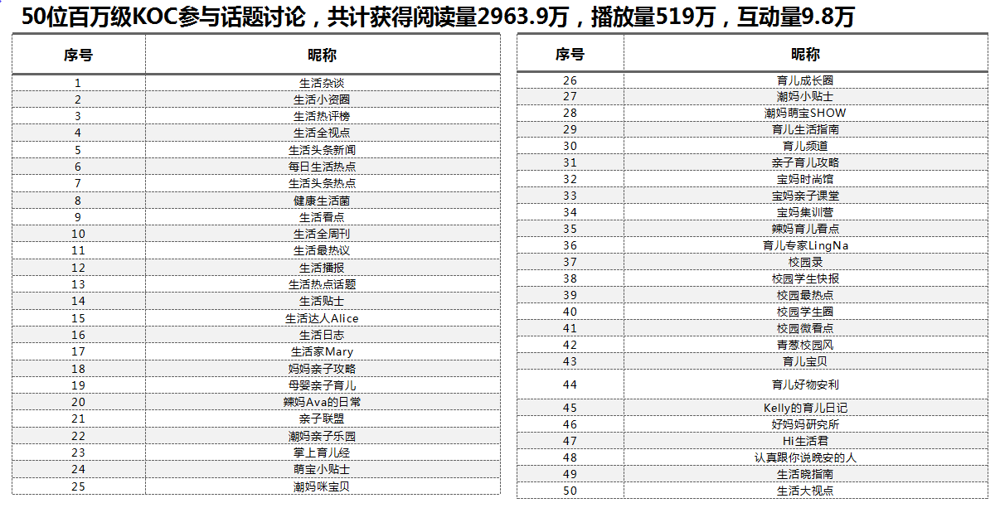 50位百万级KOC参与话题讨论，共计获得阅读量2963.9万，播放量519万，互动量9.8万
序号 昵称
1 生活杂谈
2 生活小资圈
3 生活热评榜
4 生活全视点
5 生活头条新闻
6 每日生活热点
7 生活头条热点
8 健康生活菌
9 生活看点
10 生活全周刊
11 生活最热议
12 生活播报
13 生活热点话题
14 生活贴士
15 生活达人Alice
16 生活日志
17 生活家Mary
18 妈妈亲子攻略
19 母婴亲子育儿
20 辣妈Ava的日常
21 亲子联盟
22 潮妈亲子乐园
23 掌上育儿经
24 萌宝小贴士
25 潮妈咪宝贝
序号 昵称
26 育儿成长圈
27 潮妈小贴士
28 潮妈萌宝SHOW
29 育儿生活指南
30 育儿频道
31 亲子育儿攻略
32 宝妈时尚馆
33 宝妈亲子课堂
34 宝妈集训营
35 辣妈育儿看点
36 育儿专家LingNa
37 校园录
38 校园学生快报
39 校园最热点
40 校园学生圈
41 校园微看点
42 青葱校园风
43 育儿宝贝
44 育儿好物安利
45 Kelly的育儿日记
46 好妈妈研究所
47 Hi生活君
48 认真跟你说晚安的人
49 生活晓指南
50 生活大视点